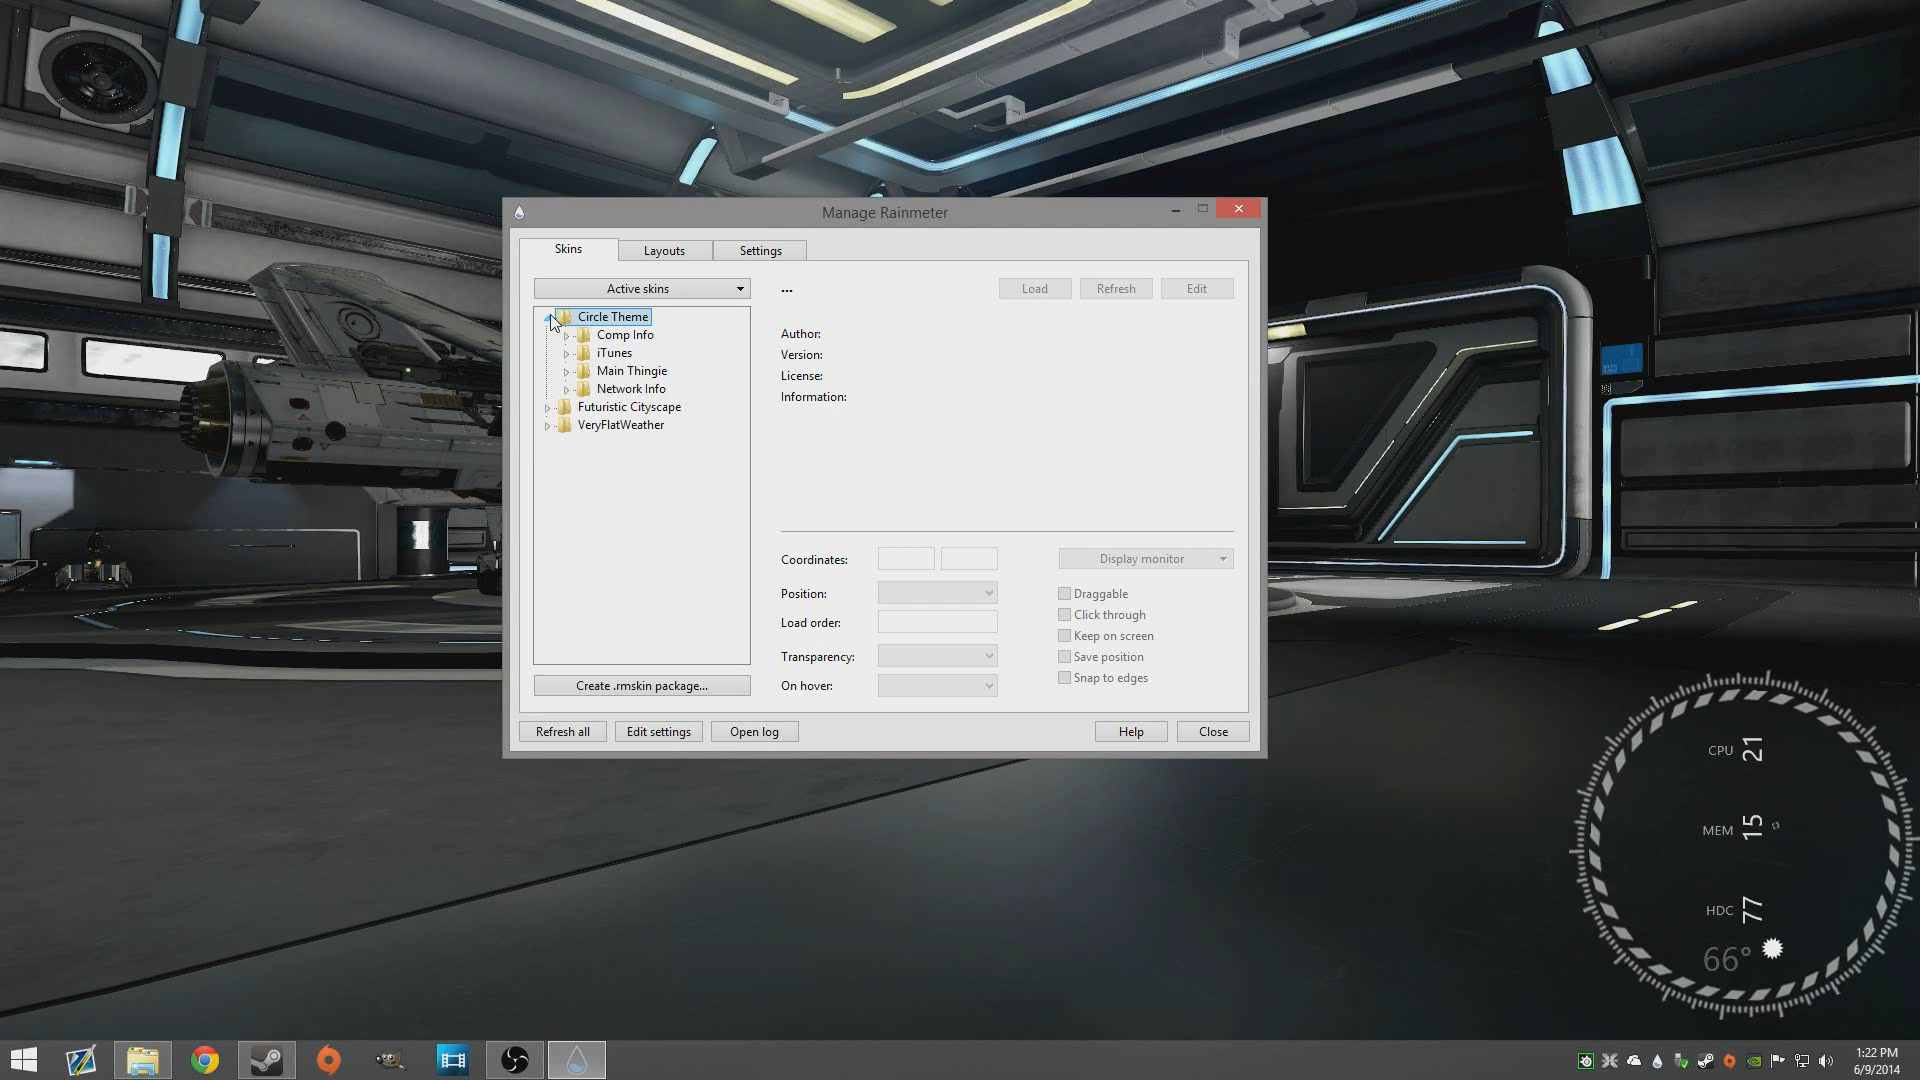 Manage Rainmeter
Skins
Layouts
Settings
Active skins
...
Load
Refresh
Edit
Circle Theme
Comp Info
iTunes
Main Thingie
Network Info
Futuristic Cityscape
VeryFlatWeather
Author:
Version:
License:
Information:
Coordinates:
Display monitor
Position:
Draggable
Load order:
Click through
Keep on screen
Transparency:
Save position
On hover:
Snap to edges
Create .rmskin package...
Refresh all
Edit settings
Open log
Help
Close
CPU 21
MEM 15
HDC 77
66°
1:22 PM
6/9/2014